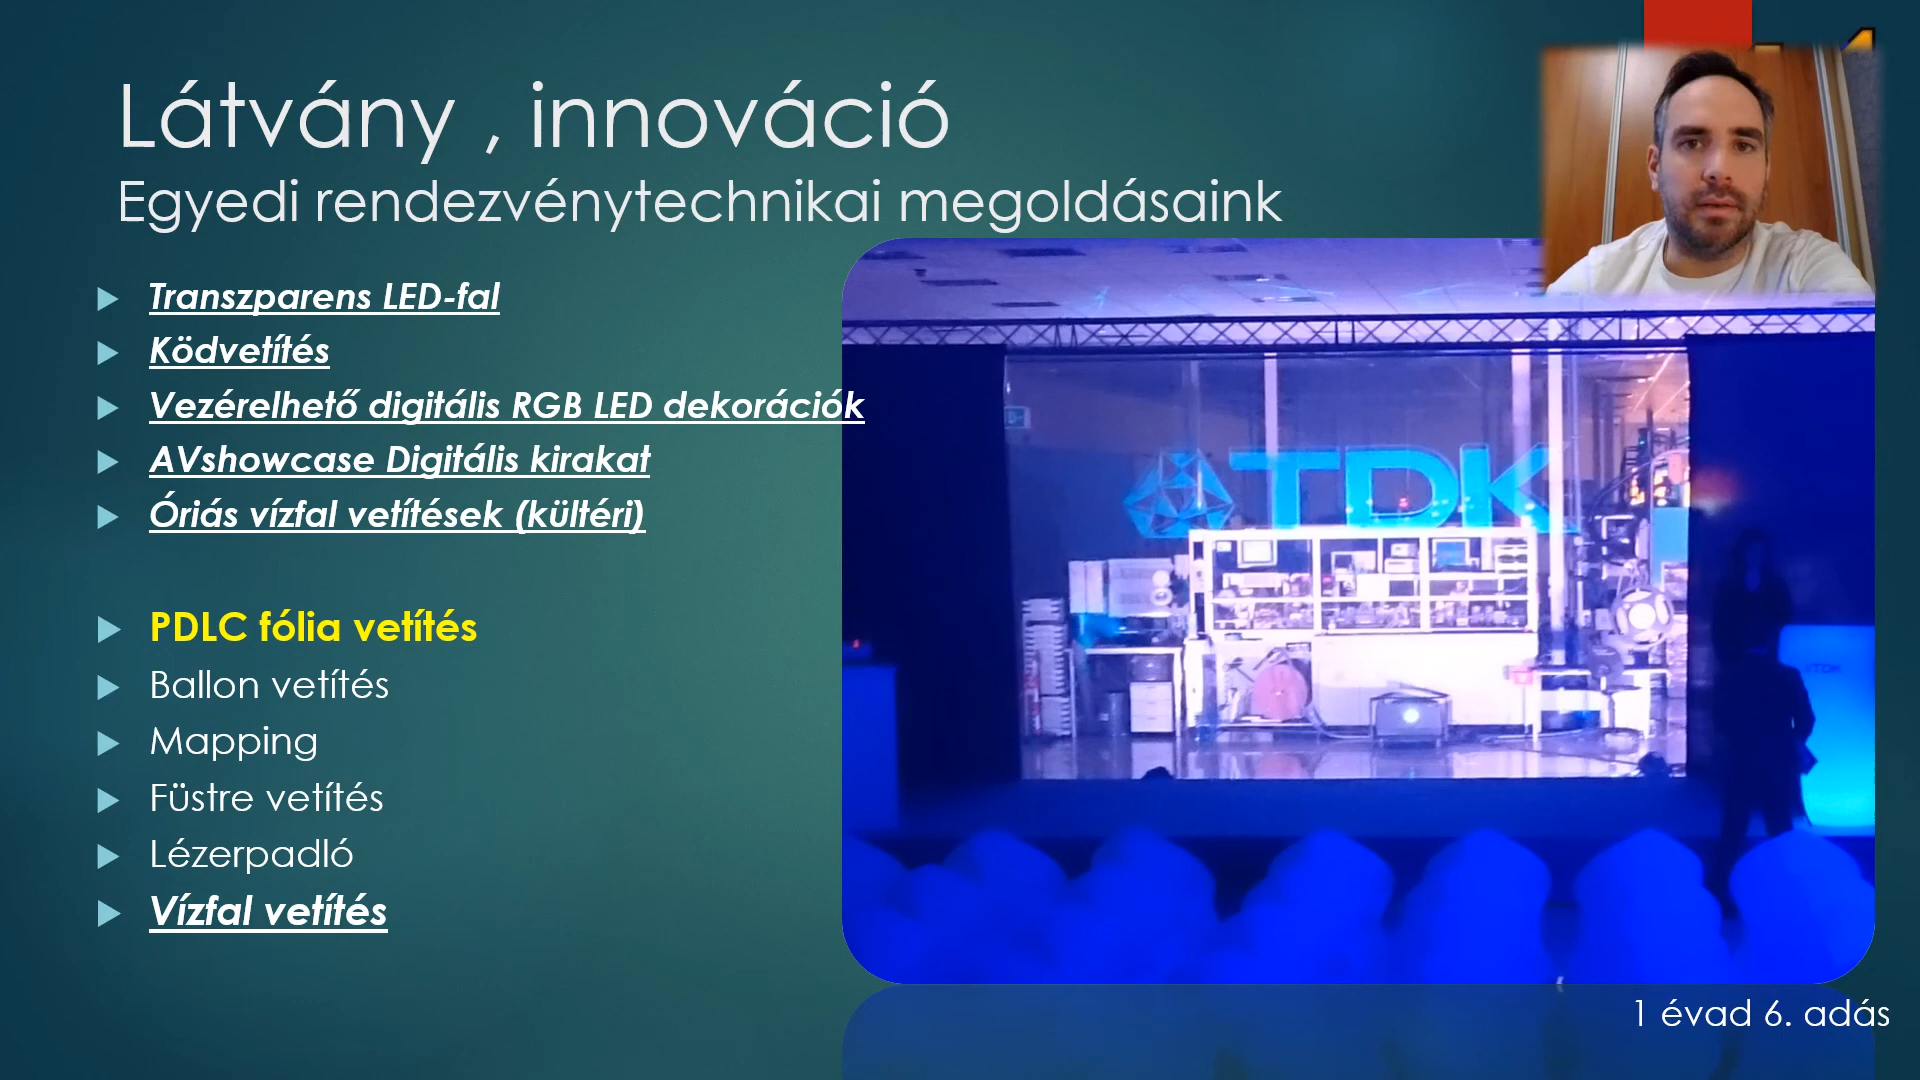 Látvány , innováció
Egyedi rendezvénytechnikai megoldásaink
Transzparens LED-fal
Ködvetítés
Vezérelhető digitális RGB LED dekorációk
AVshowcase Digitális kirakat
Óriás vízfal vetítések (kültéri)
PDLC fólia vetítés
Ballon vetítés
Mapping
Füstre vetítés
Lézerpadló
Vízfal vetítés
TDK
TDK
1 évad 6. adás